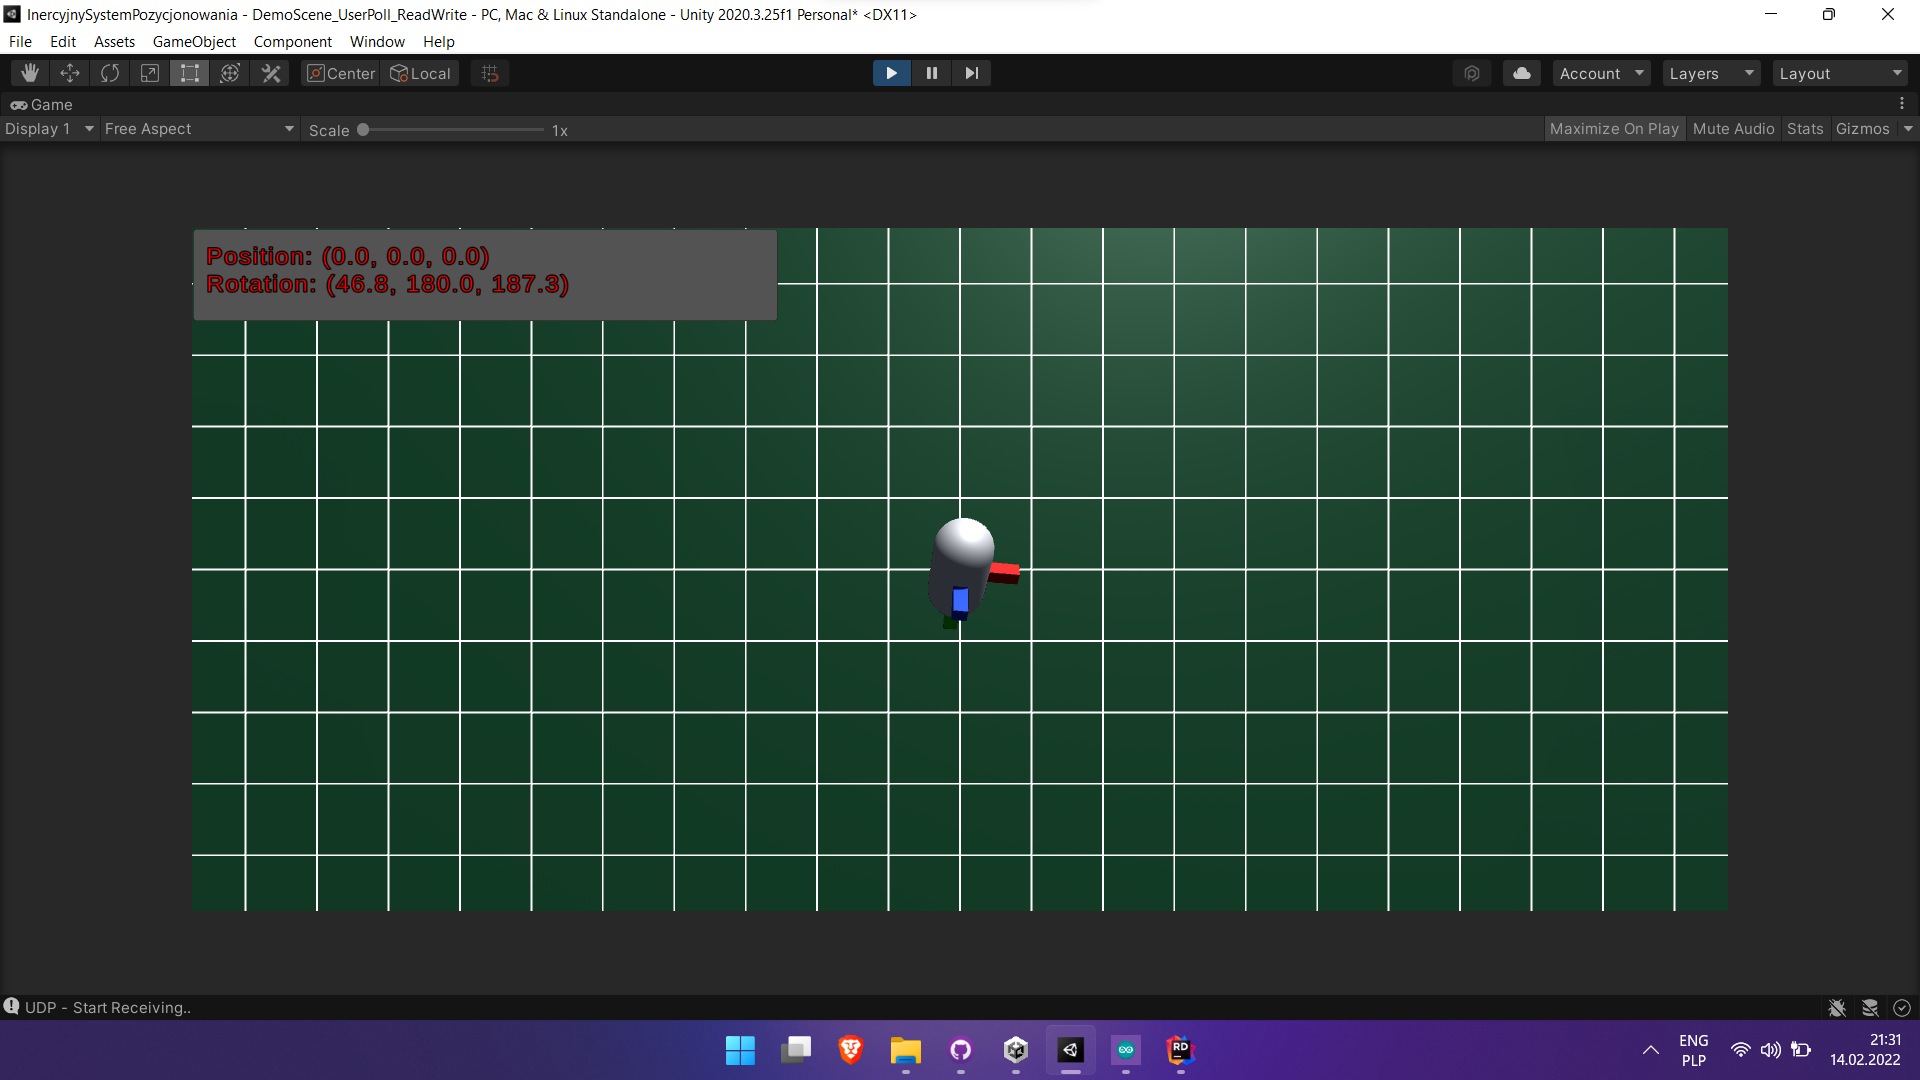 InercyjnySystemPozycjonowania - DemoScene_UserPoll_ReadWrite - PC, Mac & Linux Standalone - Unity 2020.3.25f1 Personal* <DX11>
File Edit Assets GameObject Component Window Help
Center Local Account Layers Layout
Game
Display 1 Free Aspect Scale 1x Maximize On Play Mute Audio Stats Gizmos
Position: (0.0, 0.0, 0.0)
Rotation: (46.8, 180.0, 187.3)
UDP - Start Receiving..
RD
ENG 21:31
PLP 14.02.2022